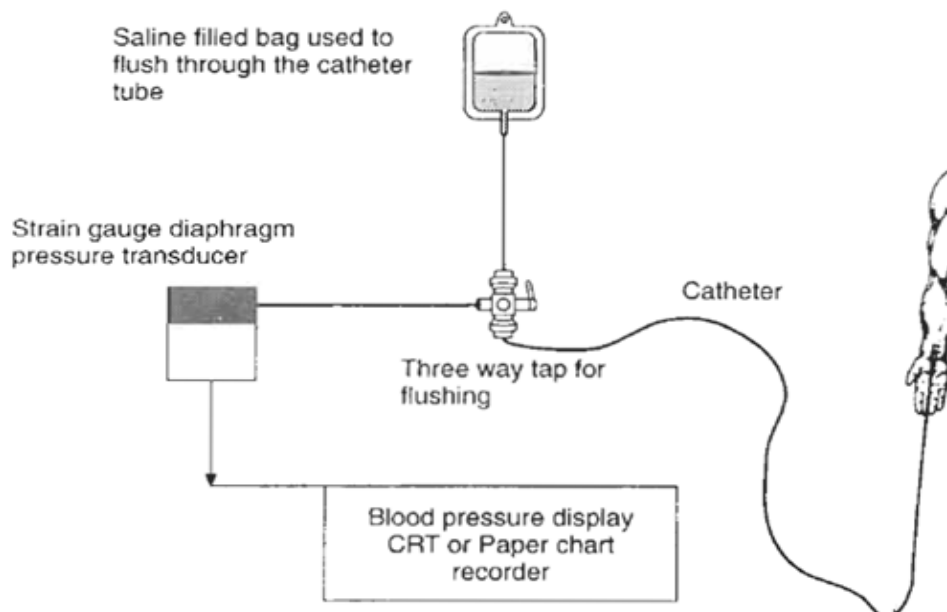 Saline filled bag used to
flush through the catheter
tube
Strain gauge diaphragm
pressure transducer
Catheter
Three way tap for
flushing
Blood pressure display
CRT or Paper chart
recorder